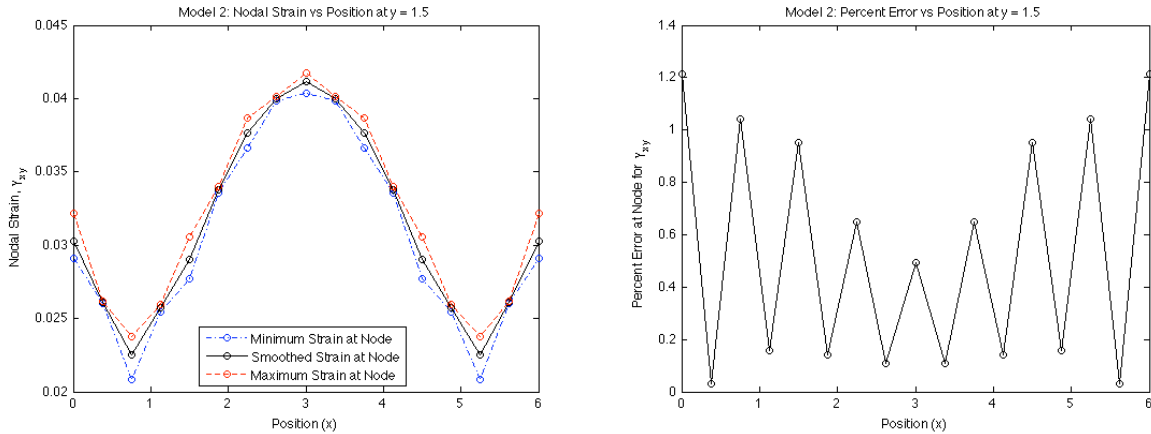 Model 2: Nodal Strain vs Position at y = 1.5
0.045
0.04
0.035
0.03
0.025
0.02
Nodal Strain, γxy
0 1 2 3 4 5 6
Position (x)
Minimum Strain at Node
Smoothed Strain at Node
Maximum Strain at Node
Model 2: Percent Error vs Position at y = 1.5
1.4
1.2
1
0.8
0.6
0.4
0.2
0
Percent Error at Node for γxy
0 1 2 3 4 5 6
Position (x)